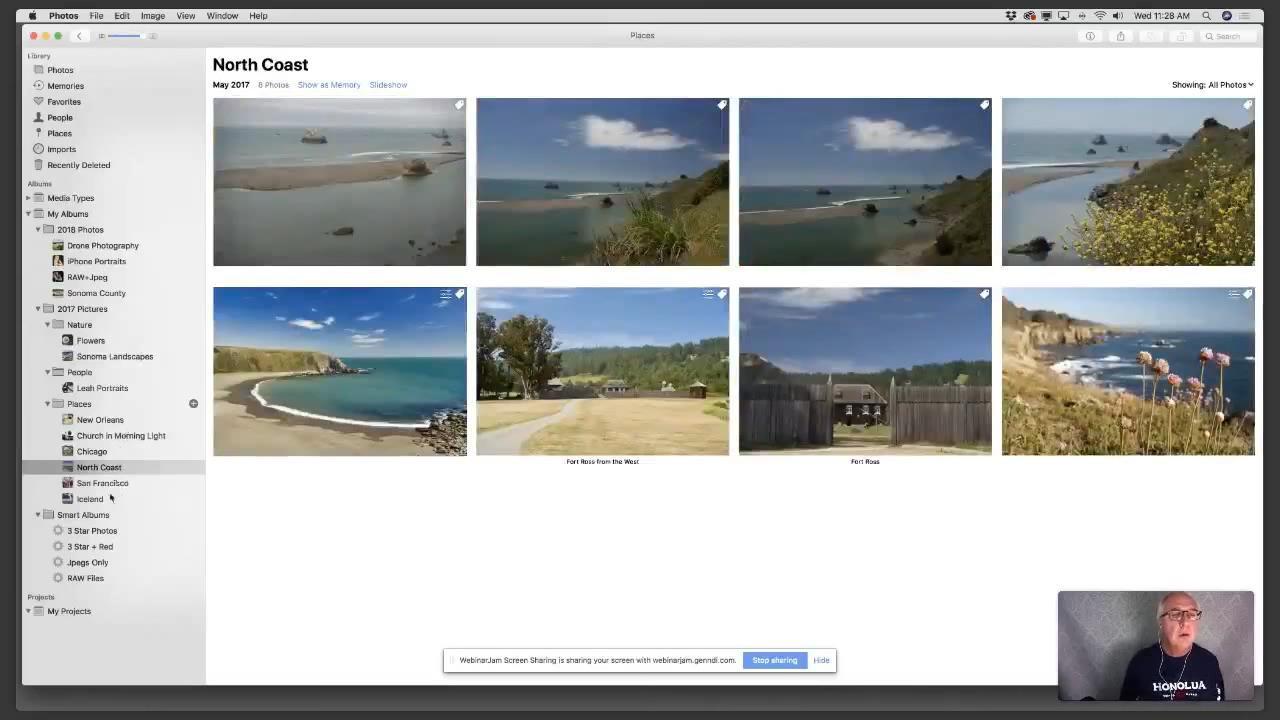 Photos File Edit Image View Window Help Wed 11:28 AM
Places Search
Library
Photos
Memories
Favorites
People
Places
Imports
Recently Deleted
Albums
Media Types
My Albums
2018 Photos
Drone Photography
iPhone Portraits
RAW+Jpeg
Sonoma County
2017 Pictures
Nature
Flowers
Sonoma Landscapes
People
Leah Portraits
Places
New Orleans
Church in Morning Light
Chicago
North Coast
San Francisco
Iceland
Smart Albums
3 Star Photos
3 Star + Red
Jpegs Only
RAW Files
Projects
My Projects
North Coast
May 2017 8 Photos Show as Memory Slideshow Showing: All Photos
Fort Ross from the West Fort Ross
WebinarJam Screen Sharing is sharing your screen with webinarjam.genndi.com. Stop sharing Hide
HONOLUA